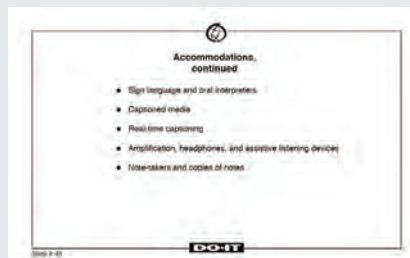 Accommodations,
continued
• Sign language and oral interpreters
• Captioned media
• Real-time captioning
• Amplification, headphones, and assistive listening devices
• Note-takers and copies of notes
DO-IT